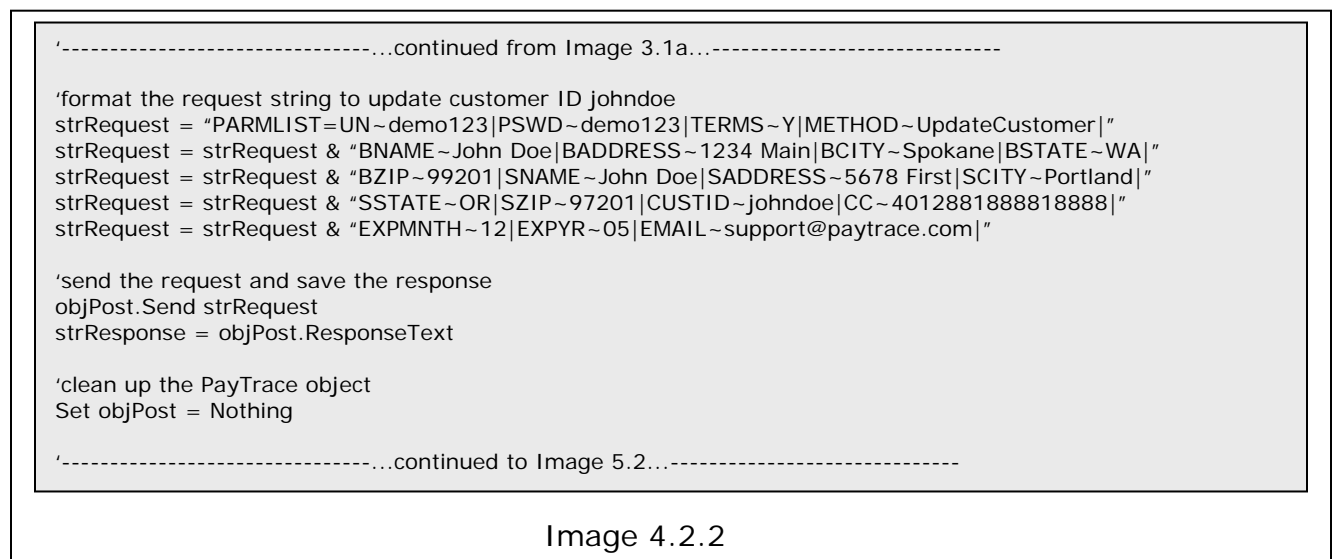 ‘--------------------------------...continued from Image 3.1a...------------------------------
‘format the request string to update customer ID johndoe
strRequest = “PARMLIST=UN~demo123|PSWD~demo123|TERMS~Y|METHOD~UpdateCustomer|”
strRequest = strRequest & “BNAME~John Doe|BADDRESS~1234 Main|BCITY~Spokane|BSTATE~WA|”
strRequest = strRequest & “BZIP~99201|SNAME~John Doe|SADDRESS~5678 First|SCITY~Portland|”
strRequest = strRequest & “SSTATE~OR|SZIP~97201|CUSTID~johndoe|CC~4012881888818888|”
strRequest = strRequest & “EXPMNTH~12|EXPYR~05|EMAIL~support@paytrace.com|”
‘send the request and save the response
objPost.Send strRequest
strResponse = objPost.ResponseText
‘clean up the PayTrace object
Set objPost = Nothing
‘--------------------------------...continued to Image 5.2...------------------------------
Image 4.2.2